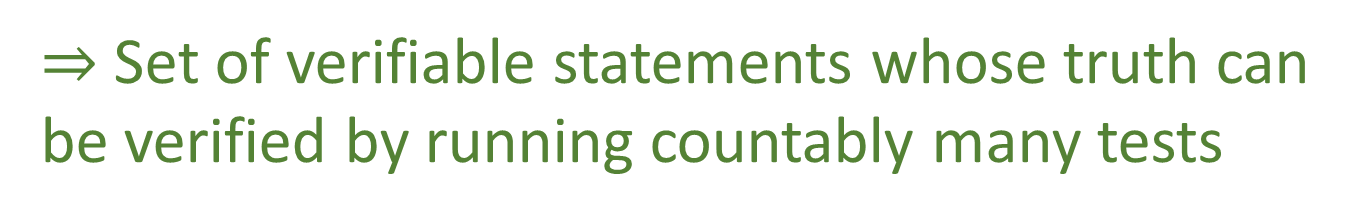 ⇒ Set of verifiable statements whose truth can
be verified by running countably many tests